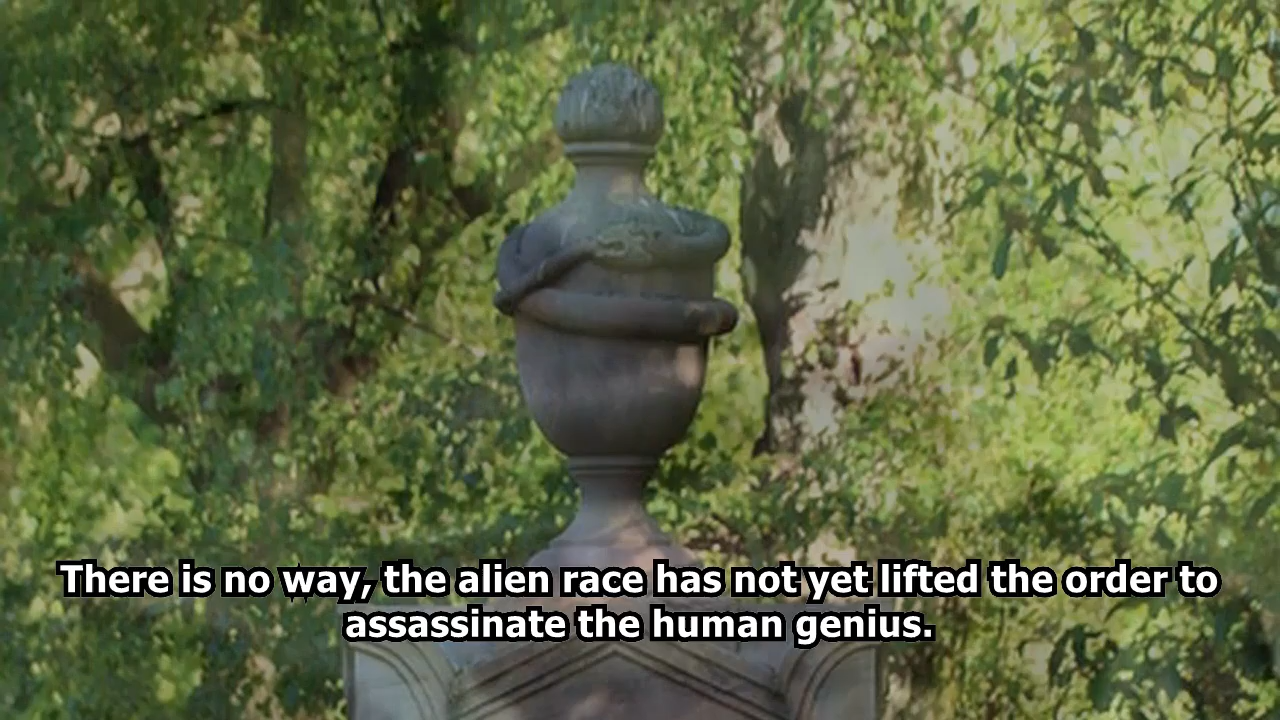 There is no way, the alien race has not yet lifted the order to
assassinate the human genius.